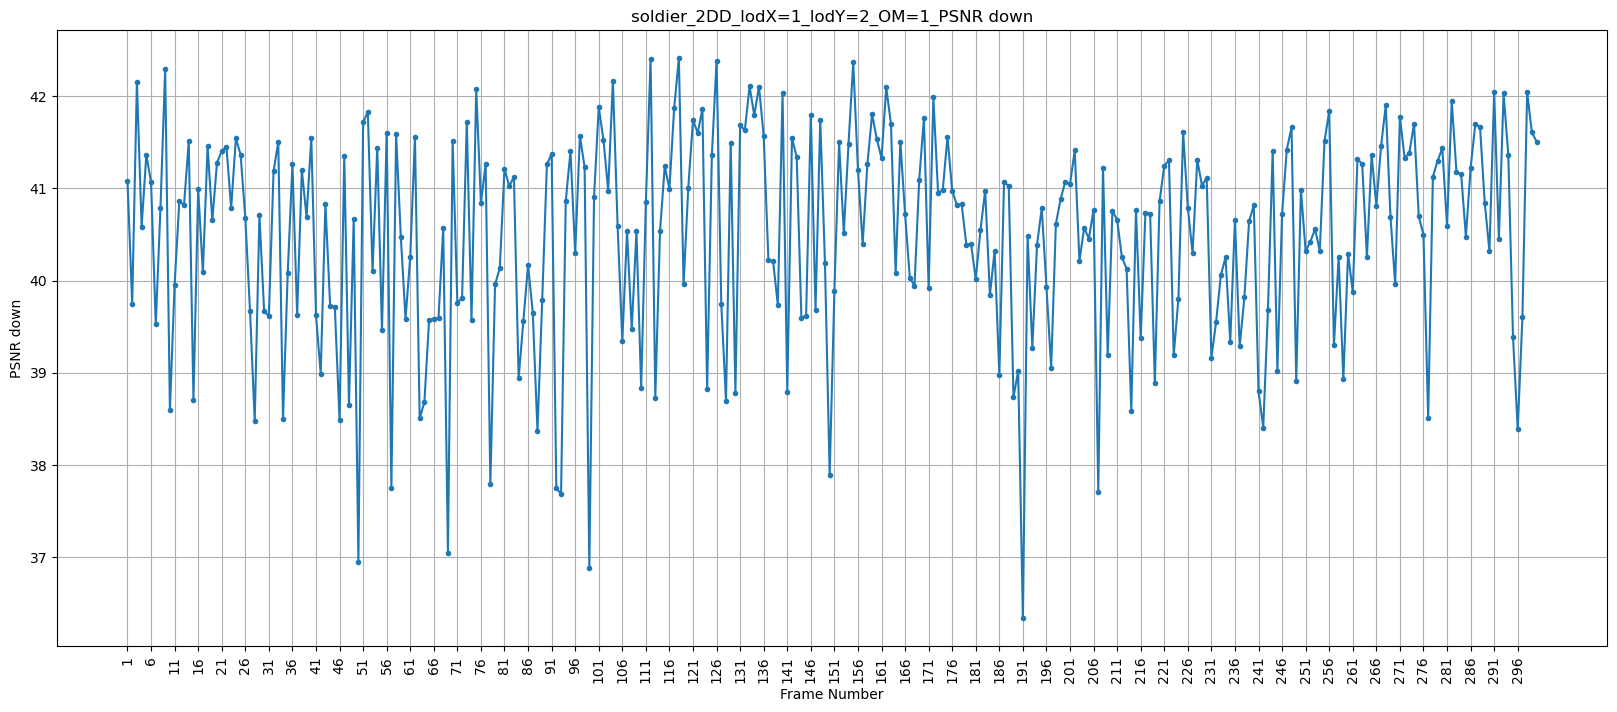 soldier_2DD_lodX=1_lodY=2_OM=1_PSNR down
42
41
40
39
38
37
PSNR down
1 6 11 16 21 26 31 36 41 46 51 56 61 66 71 76 81 86 91 96 101 106 111 116 121 126 131 136 141 146 151 156 161 166 171 176 181 186 191 196 201 206 211 216 221 226 231 236 241 246 251 256 261 266 271 276 281 286 291 296
Frame Number